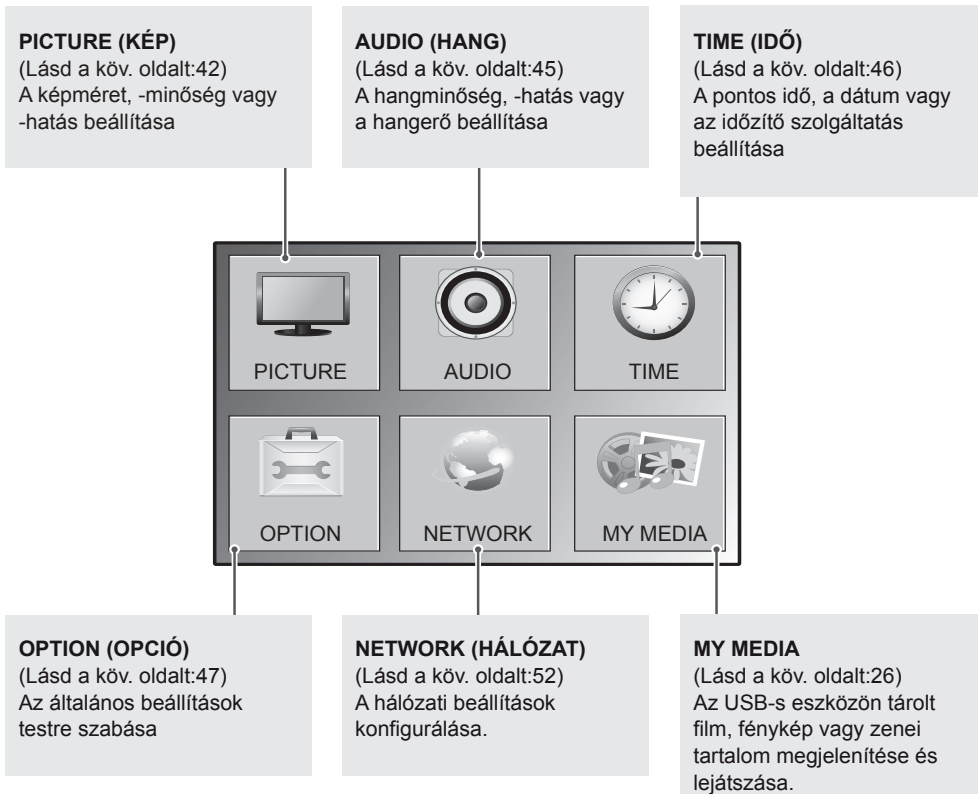 PICTURE (KÉP)
(Lásd a köv. oldalt:42)
A képméret, -minőség vagy
-hatás beállítása
AUDIO (HANG)
(Lásd a köv. oldalt:45)
A hangminőség, -hatás vagy
a hangerő beállítása
TIME (IDŐ)
(Lásd a köv. oldalt:46)
A pontos idő, a dátum vagy
az időzítő szolgáltatás
beállítása
PICTURE
AUDIO
TIME
OPTION
NETWORK
MY MEDIA
OPTION (OPCIÓ)
(Lásd a köv. oldalt:47)
Az általános beállítások
testre szabása
NETWORK (HÁLÓZAT)
(Lásd a köv. oldalt:52)
A hálózati beállítások
konfigurálása.
MY MEDIA
(Lásd a köv. oldalt:26)
Az USB-s eszközön tárolt
film, fénykép vagy zenei
tartalom megjelenítése és
lejátszása.